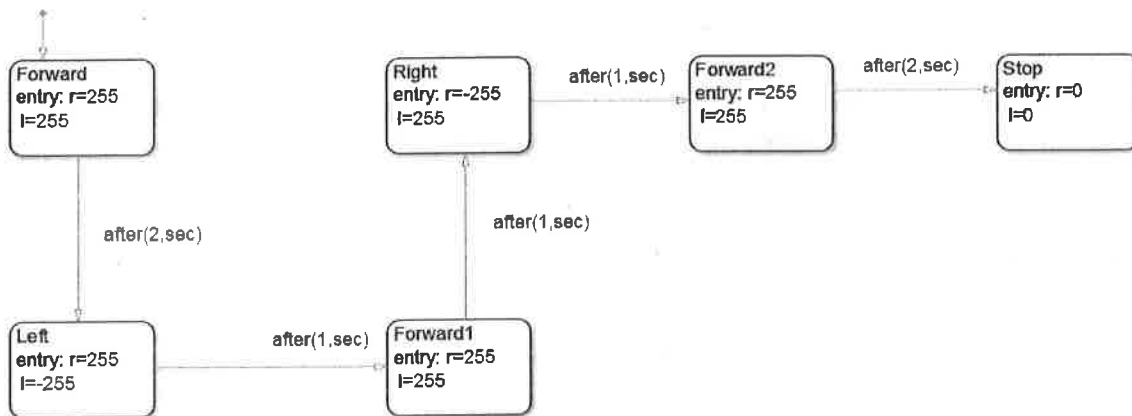 Forward
entry: r=255
l=255
after(2,sec)
Left
entry: r=255
l=-255
after(1,sec)
Forward1
entry: r=255
l=255
after(1,sec)
Right
entry: r=-255
l=255
after(1,sec)
Forward2
entry: r=255
l=255
after(2,sec)
Stop
entry: r=0
l=0